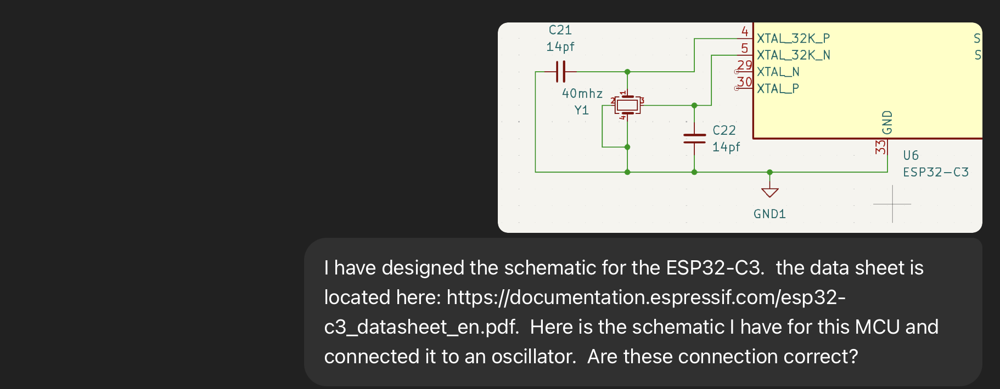 C21
14pf
4
XTAL_32K_P
S
5
XTAL_32K_N
S
29
XTAL_N
30
XTAL_P
40mhz
Y1
1
2
3
4
C22
14pf
GND
33
U6
ESP32-C3
GND1
I have designed the schematic for the ESP32-C3.  the data sheet is
located here: https://documentation.espressif.com/esp32-
c3_datasheet_en.pdf.  Here is the schematic I have for this MCU and
connected it to an oscillator.  Are these connection correct?